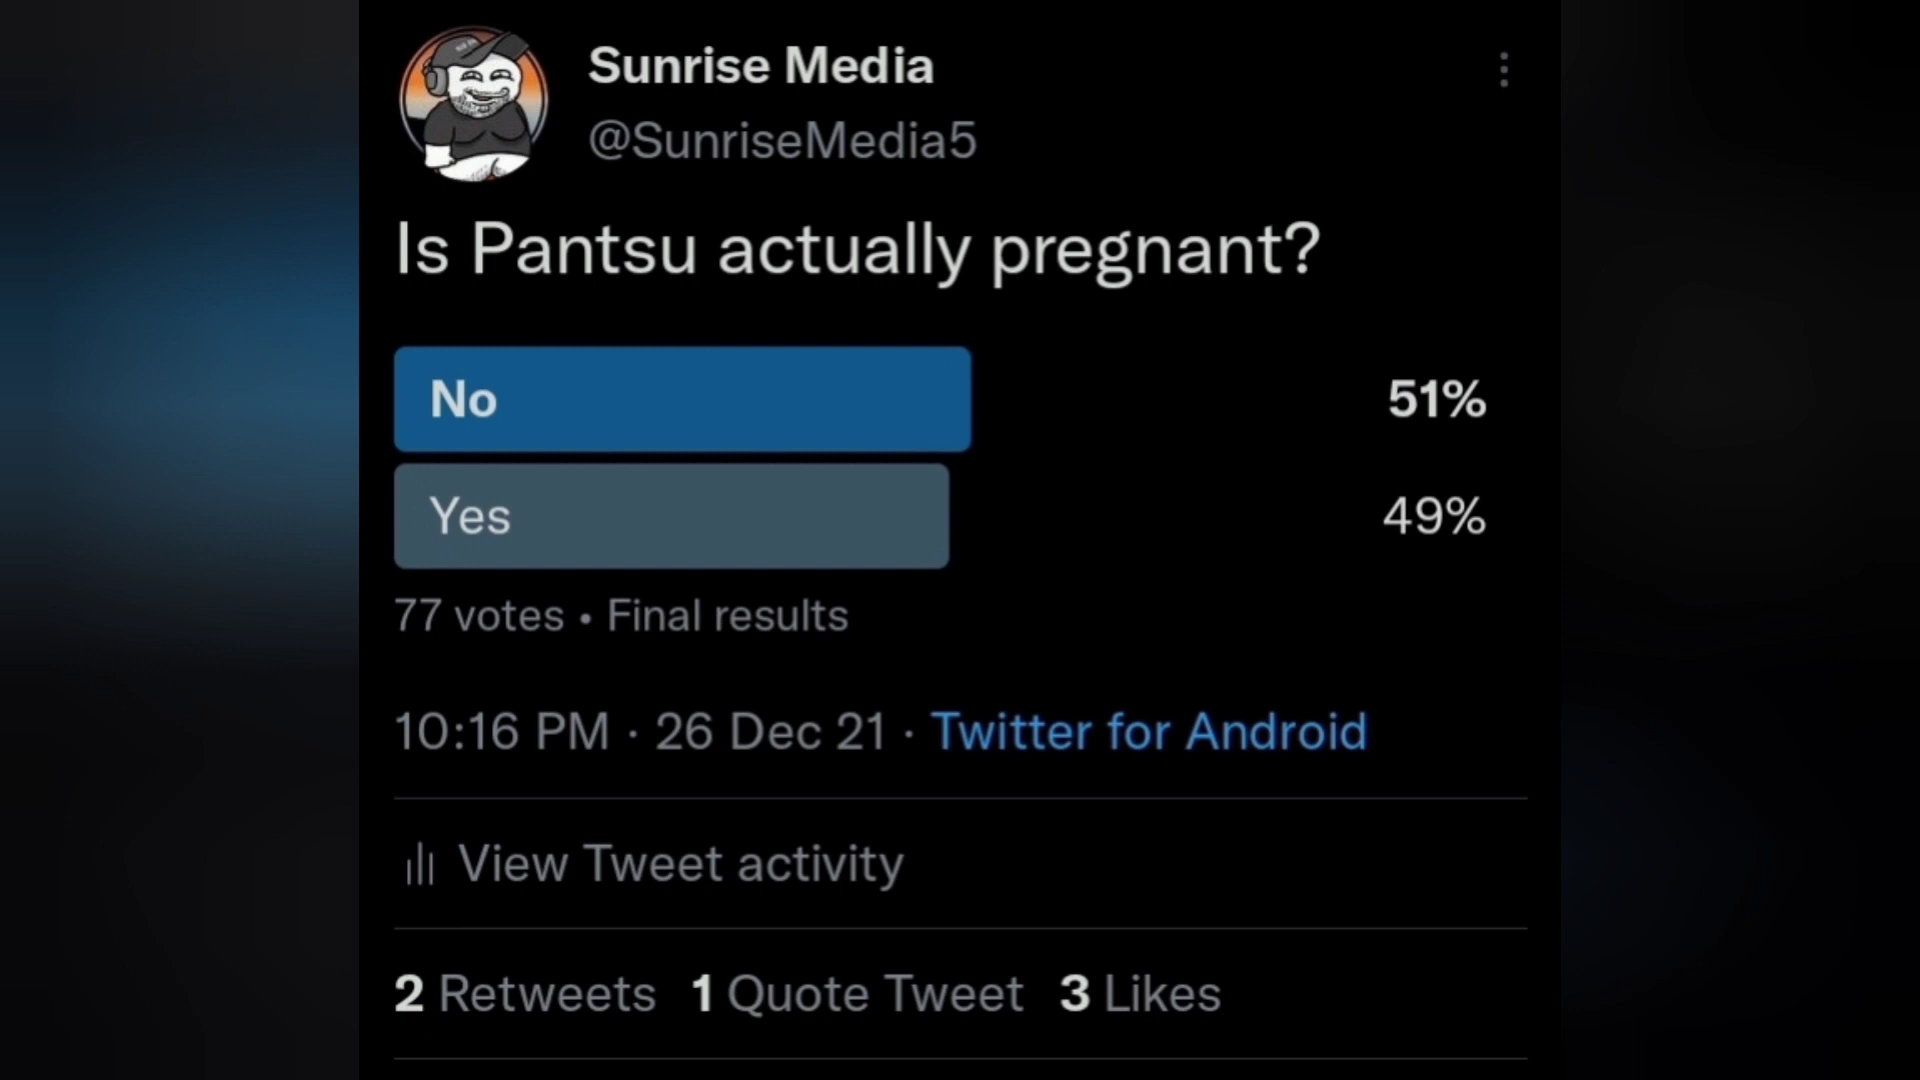 Sunrise Media
@SunriseMedia5
Is Pantsu actually pregnant?
No 51%
Yes 49%
77 votes • Final results
10:16 PM · 26 Dec 21 · Twitter for Android
View Tweet activity
2 Retweets 1 Quote Tweet 3 Likes